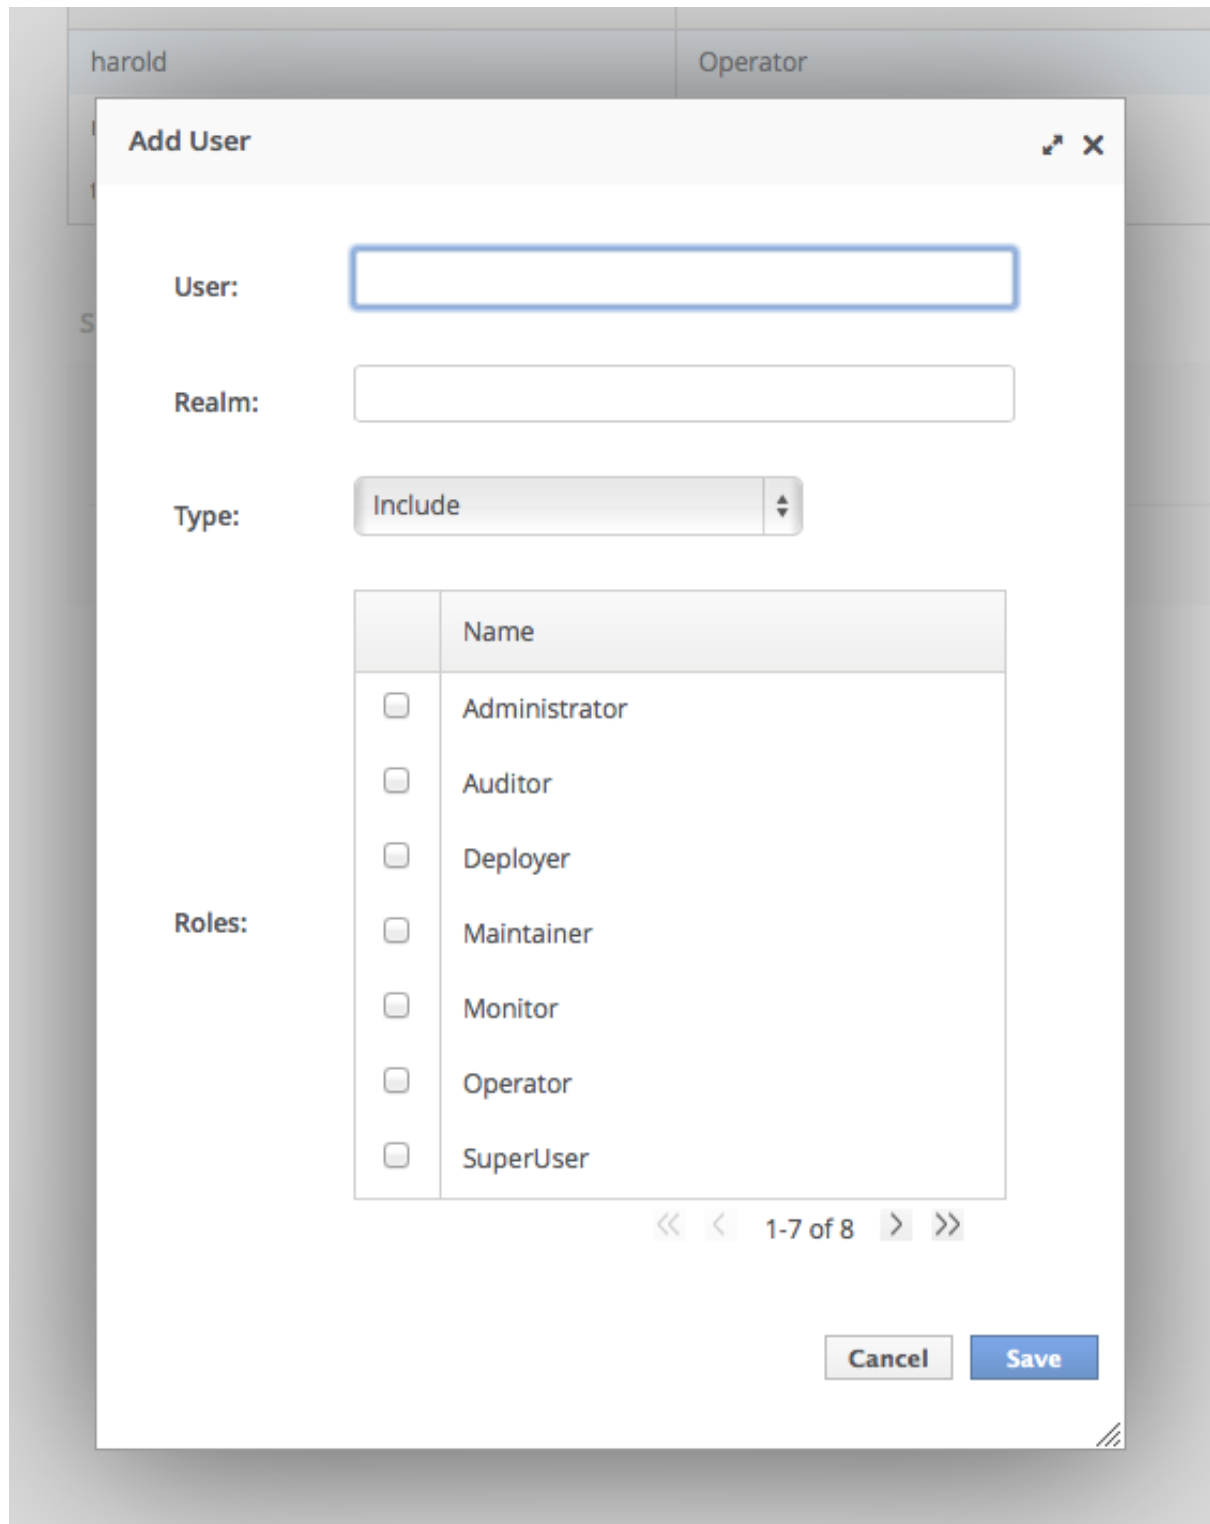 harold Operator
Add User
User:
Realm:
Type: Include
Name
Administrator
Auditor
Deployer
Roles: Maintainer
Monitor
Operator
SuperUser
1-7 of 8
Cancel Save